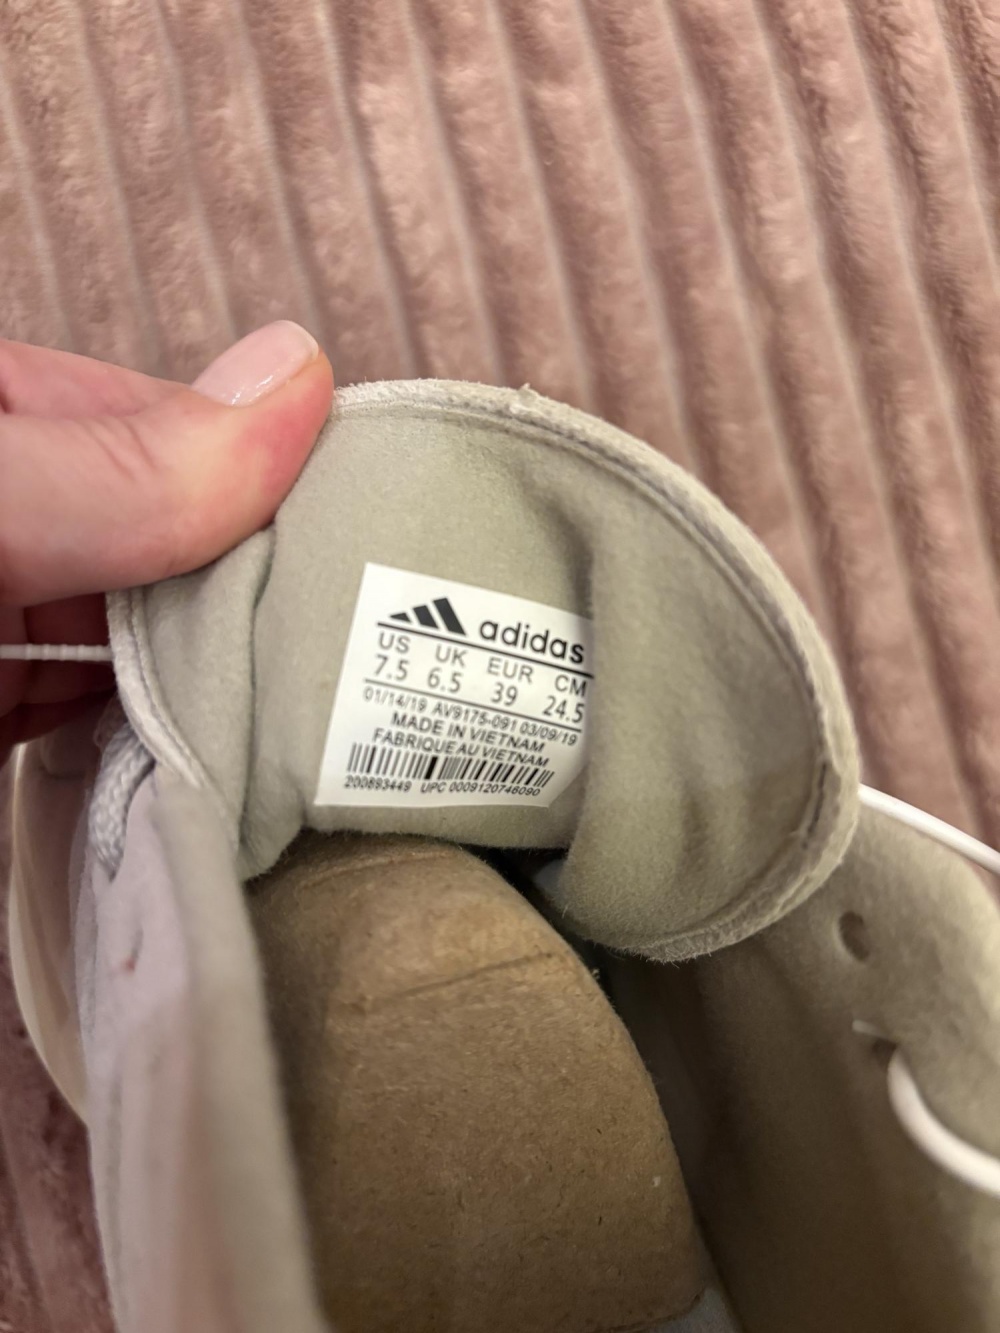 adidas
US UK EUR CM
7.5 6.5 39 24.5
01/14/19 AV9175-091 03/09/19
MADE IN VIETNAM
FABRIQUE AU VIETNAM
200893449 UPC 0009120746090